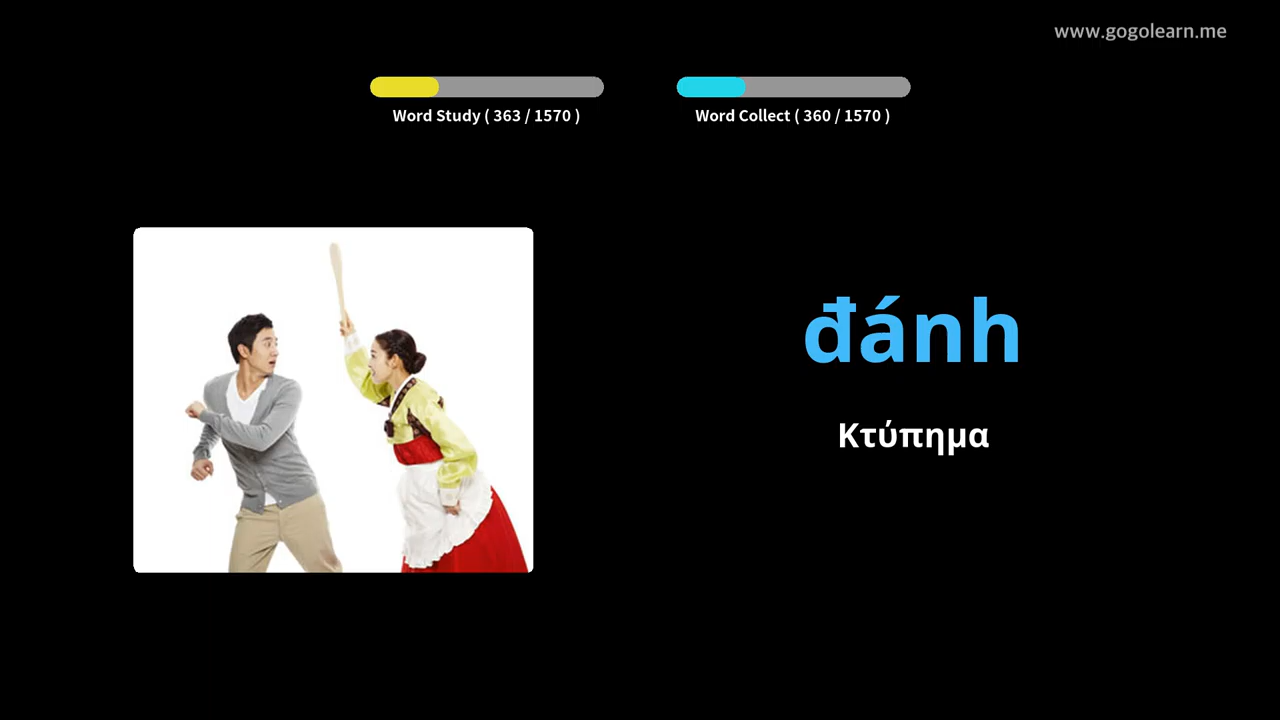 www.gogolearn.me
Word Study ( 363 / 1570 )
Word Collect ( 360 / 1570 )
đánh
Κτύπημα